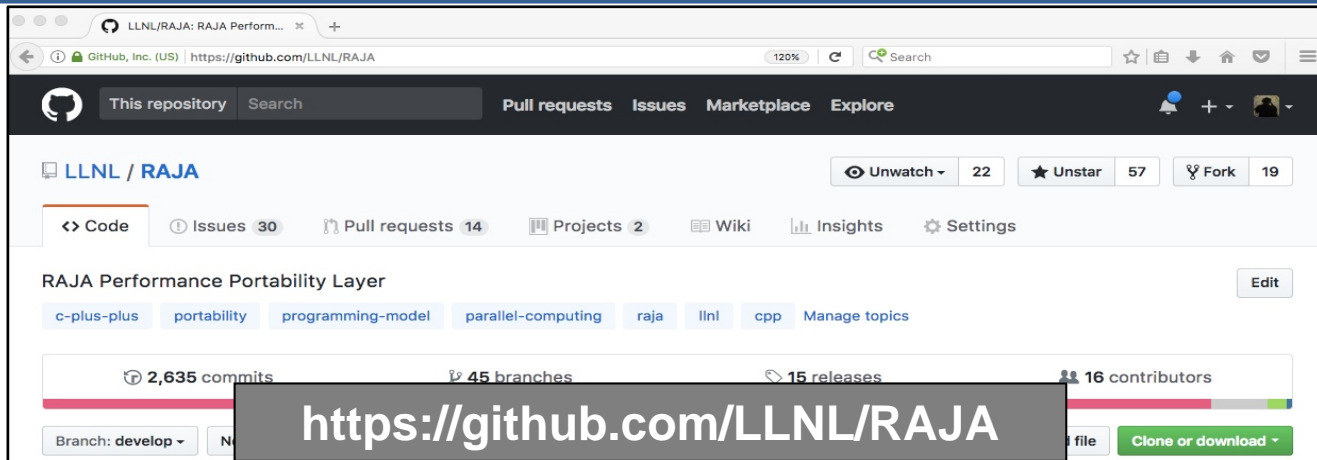 LLNL/RAJA: RAJA Perform... × +
GitHub, Inc. (US) https://github.com/LLNL/RAJA 120% Search
This repository Search Pull requests Issues Marketplace Explore
LLNL / RAJA Unwatch 22 Unstar 57 Fork 19
Code Issues 30 Pull requests 14 Projects 2 Wiki Insights Settings
RAJA Performance Portability Layer Edit
c-plus-plus portability programming-model parallel-computing raja llnl cpp Manage topics
2,635 commits 45 branches 15 releases 16 contributors
https://github.com/LLNL/RAJA
Branch: develop file Clone or download